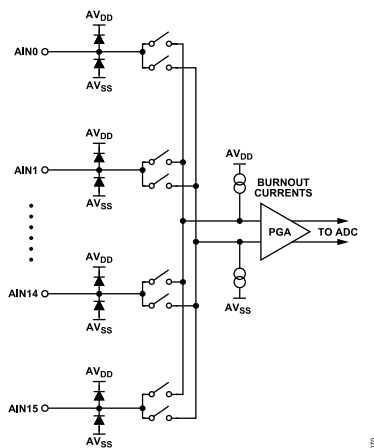 AVDD
AIN0
AVSS
AVDD
AIN1
AVSS
AVDD
BURNOUT
CURRENTS
PGA
TO ADC
AVDD
AIN14
AVSS
AVSS
AVDD
AIN15
AVSS